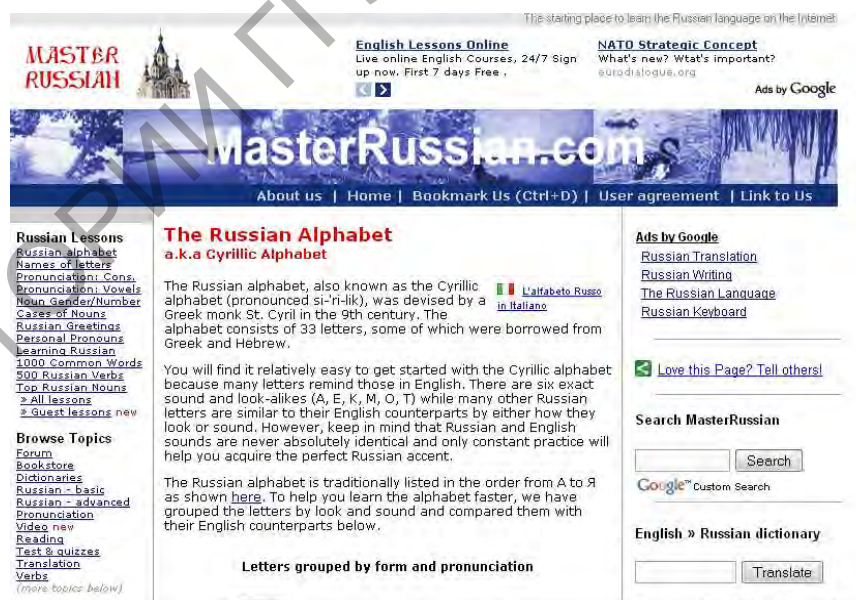 The starting place to learn the Russian language on the Internet
MASTER
RUSSIAN
English Lessons Online
Live online English Courses, 24/7 Sign
up now. First 7 days Free .
NATO Strategic Concept
What's new? Wtat's important?
eurodialogue.org
Ads by Google
MasterRussian.com
About us | Home | Bookmark Us (Ctrl+D) | User agreement | Link to Us
Russian Lessons
Russian alphabet
Names of letters
Pronunciation: Cons.
Pronunciation: Vowels
Noun Gender/Number
Cases of Nouns
Russian Greetings
Personal Pronouns
Learning Russian
1000 Common Words
500 Russian Verbs
Top Russian Nouns
» All lessons
» Guest lessons new
Browse Topics
Forum
Bookstore
Dictionaries
Russian - basic
Russian - advanced
Pronunciation
Video new
Reading
Test & quizzes
Translation
Verbs
(more topics below)
The Russian Alphabet
a.k.a Cyrillic Alphabet
L'alfabeto Russo
in Italiano
The Russian alphabet, also known as the Cyrillic
alphabet (pronounced si-'ri-lik), was devised by a
Greek monk St. Cyril in the 9th century. The
alphabet consists of 33 letters, some of which were borrowed from
Greek and Hebrew.
You will find it relatively easy to get started with the Cyrillic alphabet
because many letters remind those in English. There are six exact
sound and look-alikes (A, E, K, M, O, T) while many other Russian
letters are similar to their English counterparts by either how they
look or sound. However, keep in mind that Russian and English
sounds are never absolutely identical and only constant practice will
help you acquire the perfect Russian accent.
The Russian alphabet is traditionally listed in the order from А to Я
as shown here. To help you learn the alphabet faster, we have
grouped the letters by look and sound and compared them with
their English counterparts below.
Letters grouped by form and pronunciation
Ads by Google
Russian Translation
Russian Writing
The Russian Language
Russian Keyboard
Love this Page? Tell others!
Search MasterRussian
Search
Google™ Custom Search
English » Russian dictionary
Translate